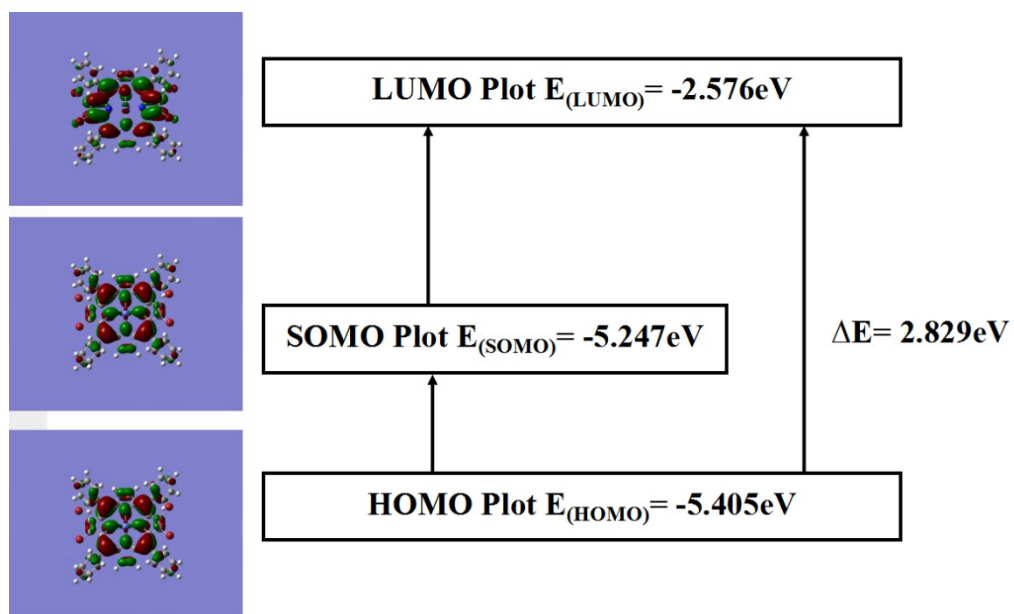 LUMO Plot E(LUMO)= -2.576eV
SOMO Plot E(SOMO)= -5.247eV
ΔE= 2.829eV
HOMO Plot E(HOMO)= -5.405eV